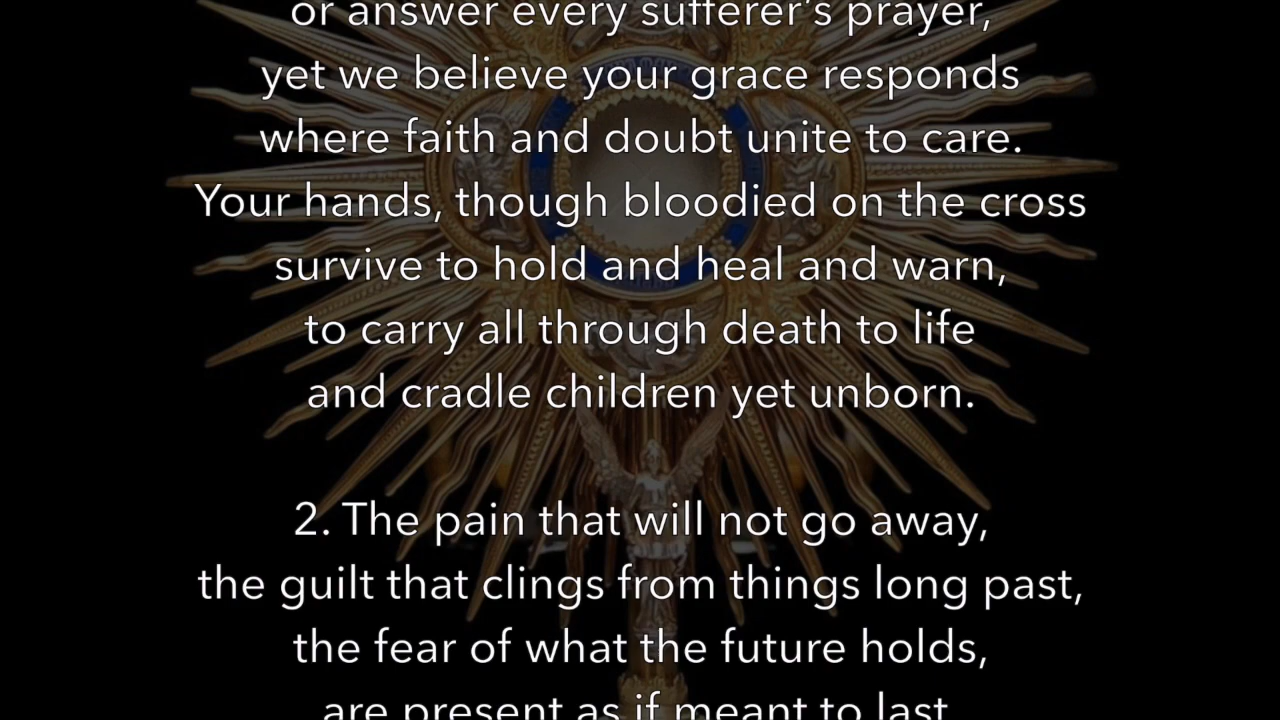 or answer every sufferer's prayer,
yet we believe your grace responds
where faith and doubt unite to care.
Your hands, though bloodied on the cross
survive to hold and heal and warn,
to carry all through death to life
and cradle children yet unborn.
2. The pain that will not go away,
the guilt that clings from things long past,
the fear of what the future holds,
are present as if meant to last